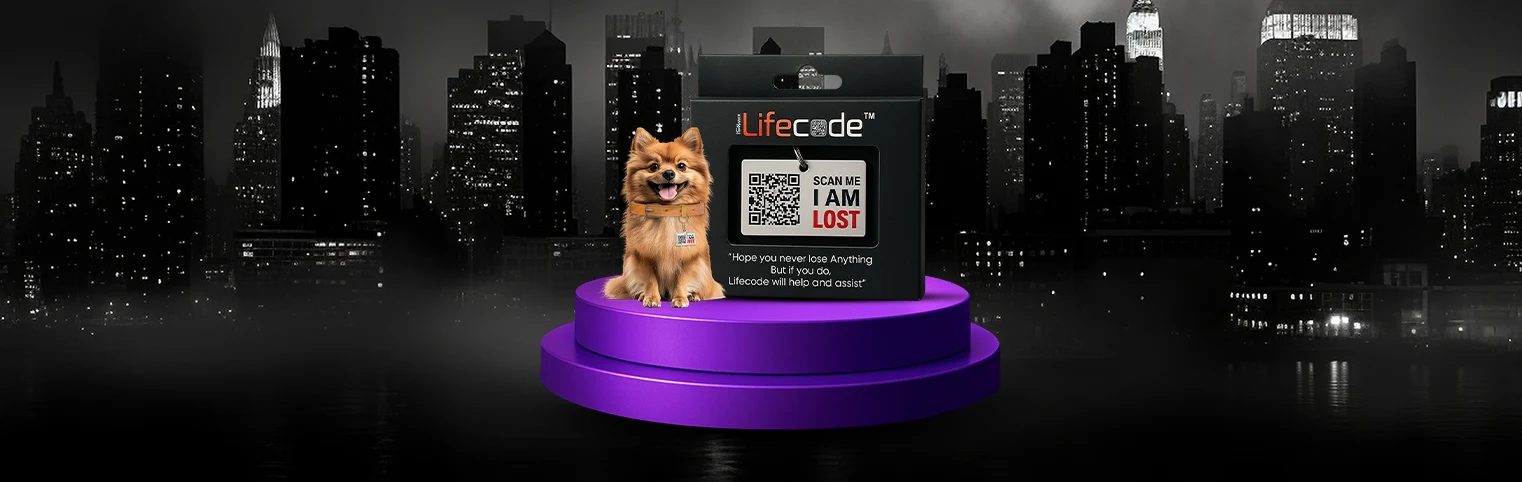 Lifecode™
SCAN ME
I AM
LOST
"Hope you never lose Anything
But if you do,
Lifecode will help and assist"